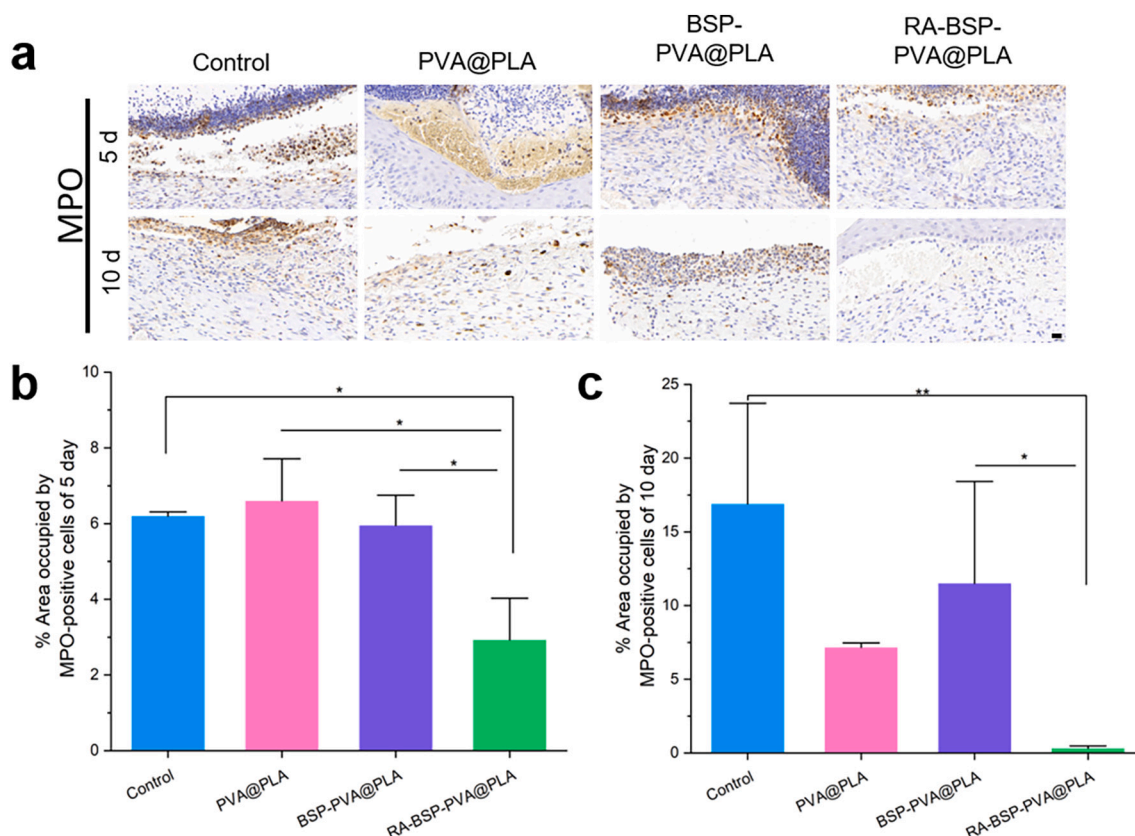 a
Control
PVA@PLA
BSP-
PVA@PLA
RA-BSP-
PVA@PLA
MPO
5 d
10 d
b
% Area occupied by
MPO-positive cells of 5 day
10
8
6
4
2
0
*
*
*
Control
PVA@PLA
BSP-PVA@PLA
RA-BSP-PVA@PLA
c
% Area occupied by
MPO-positive cells of 10 day
25
20
15
10
5
0
**
*
Control
PVA@PLA
BSP-PVA@PLA
RA-BSP-PVA@PLA